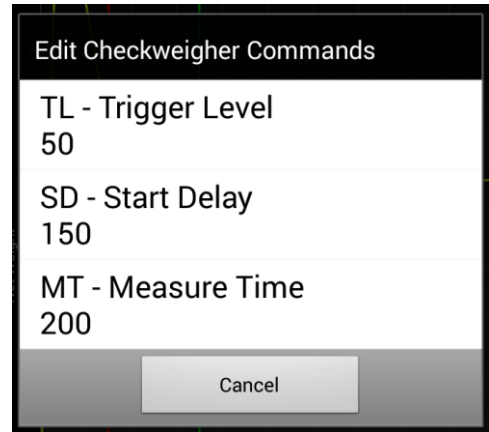 Edit Checkweigher Commands
TL - Trigger Level
50
SD - Start Delay
150
MT - Measure Time
200
Cancel